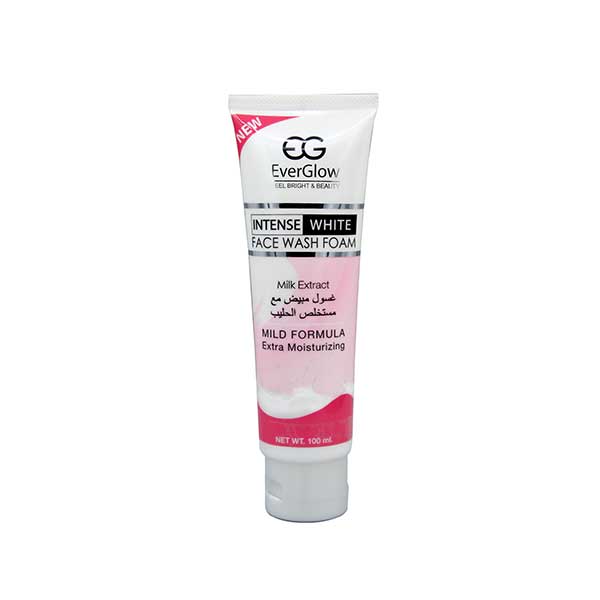 NEW
EG
EverGlow
EEL BRIGHT & BEAUTY
INTENSE WHITE
FACE WASH FOAM
Milk Extract
غسول مبيض مع
مستخلص الحليب
MILD FORMULA
Extra Moisturizing
NET WT. 100 ml.